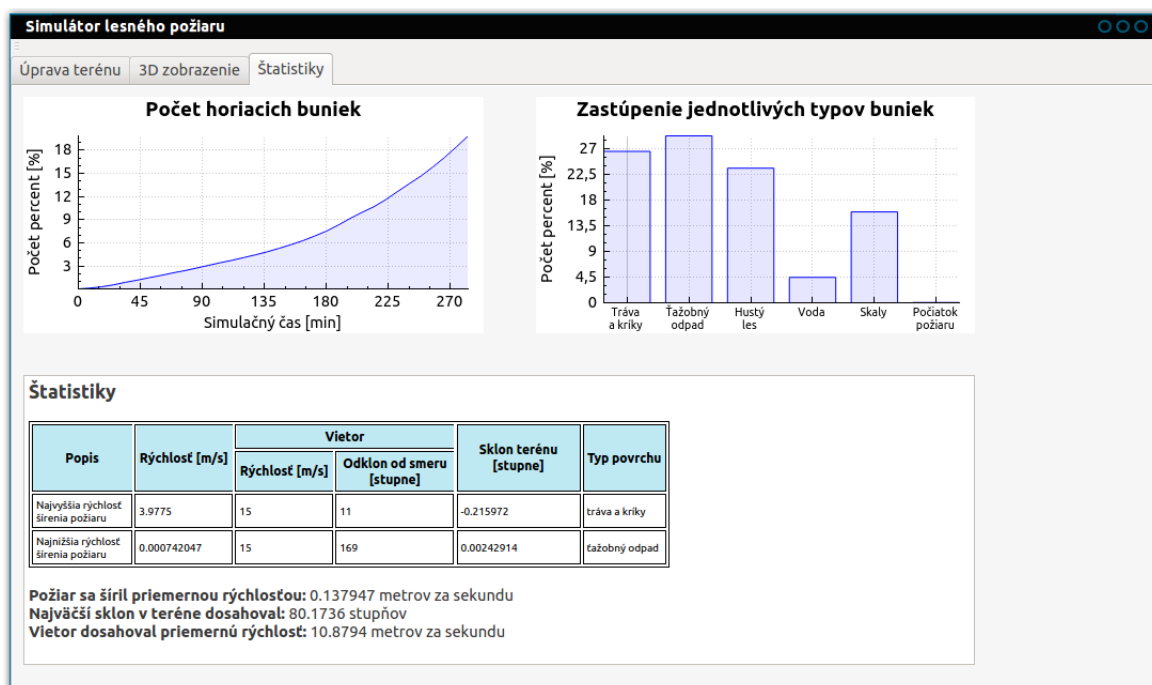 Simulátor lesného požiaru
Úprava terénu 3D zobrazenie Štatistiky
Počet horiacich buniek
Počet percent [%]
18
15
12
9
6
3
0 45 90 135 180 225 270
Simulačný čas [min]
Zastúpenie jednotlivých typov buniek
Počet percent [%]
27
22,5
18
13,5
9
4,5
0
Tráva a kríky
Ťažobný odpad
Hustý les
Voda
Skaly
Počiatok požiaru
Štatistiky
Popis Rýchlosť [m/s] Vietor Sklon terénu [stupne] Typ povrchu
Rýchlosť [m/s] Odklon od smeru [stupne]
Najvyššia rýchlosť šírenia požiaru 3.9775 15 11 -0.215972 tráva a kríky
Najnižšia rýchlosť šírenia požiaru 0.000742047 15 169 0.00242914 ťažobný odpad
Požiar sa šíril priemernou rýchlosťou: 0.137947 metrov za sekundu
Najväčší sklon v teréne dosahoval: 80.1736 stupňov
Vietor dosahoval priemernú rýchlosť: 10.8794 metrov za sekundu